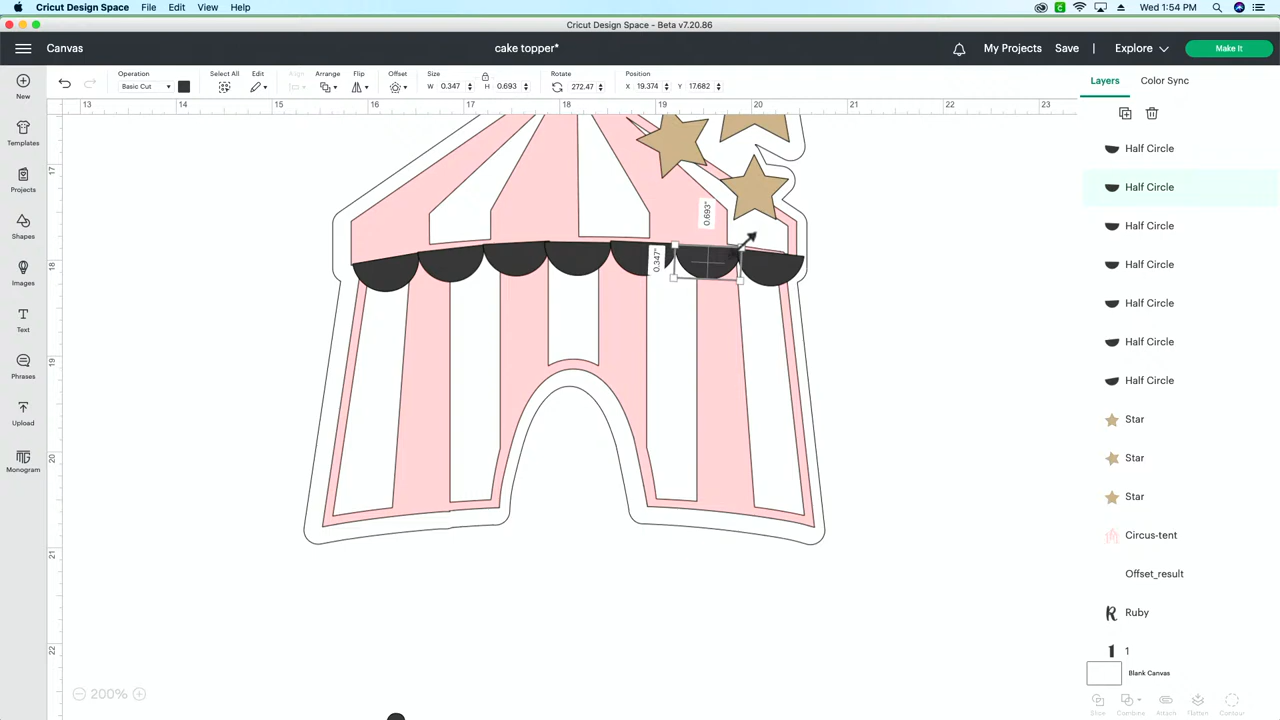 Cricut Design Space File Edit View Help Wed 1:54 PM
Cricut Design Space - Beta v7.20.86
Canvas cake topper* My Projects Save | Explore Make It
Operation Select All Edit Align Arrange Flip Offset Size Rotate Position
Basic Cut W 0.347 H 0.693 272.47 X 19.374 Y 17.682
Layers Color Sync
New
Templates
Projects
Shapes
Images
Text
Phrases
Upload
Monogram
13 14 15 16 17 18 19 20 21 22 23
17
18
19
20
21
22
0.693"
0.347"
Half Circle
Half Circle
Half Circle
Half Circle
Half Circle
Half Circle
Half Circle
Star
Star
Star
Circus-tent
Offset_result
Ruby
1
Blank Canvas
200%
Slice Combine Attach Flatten Contour